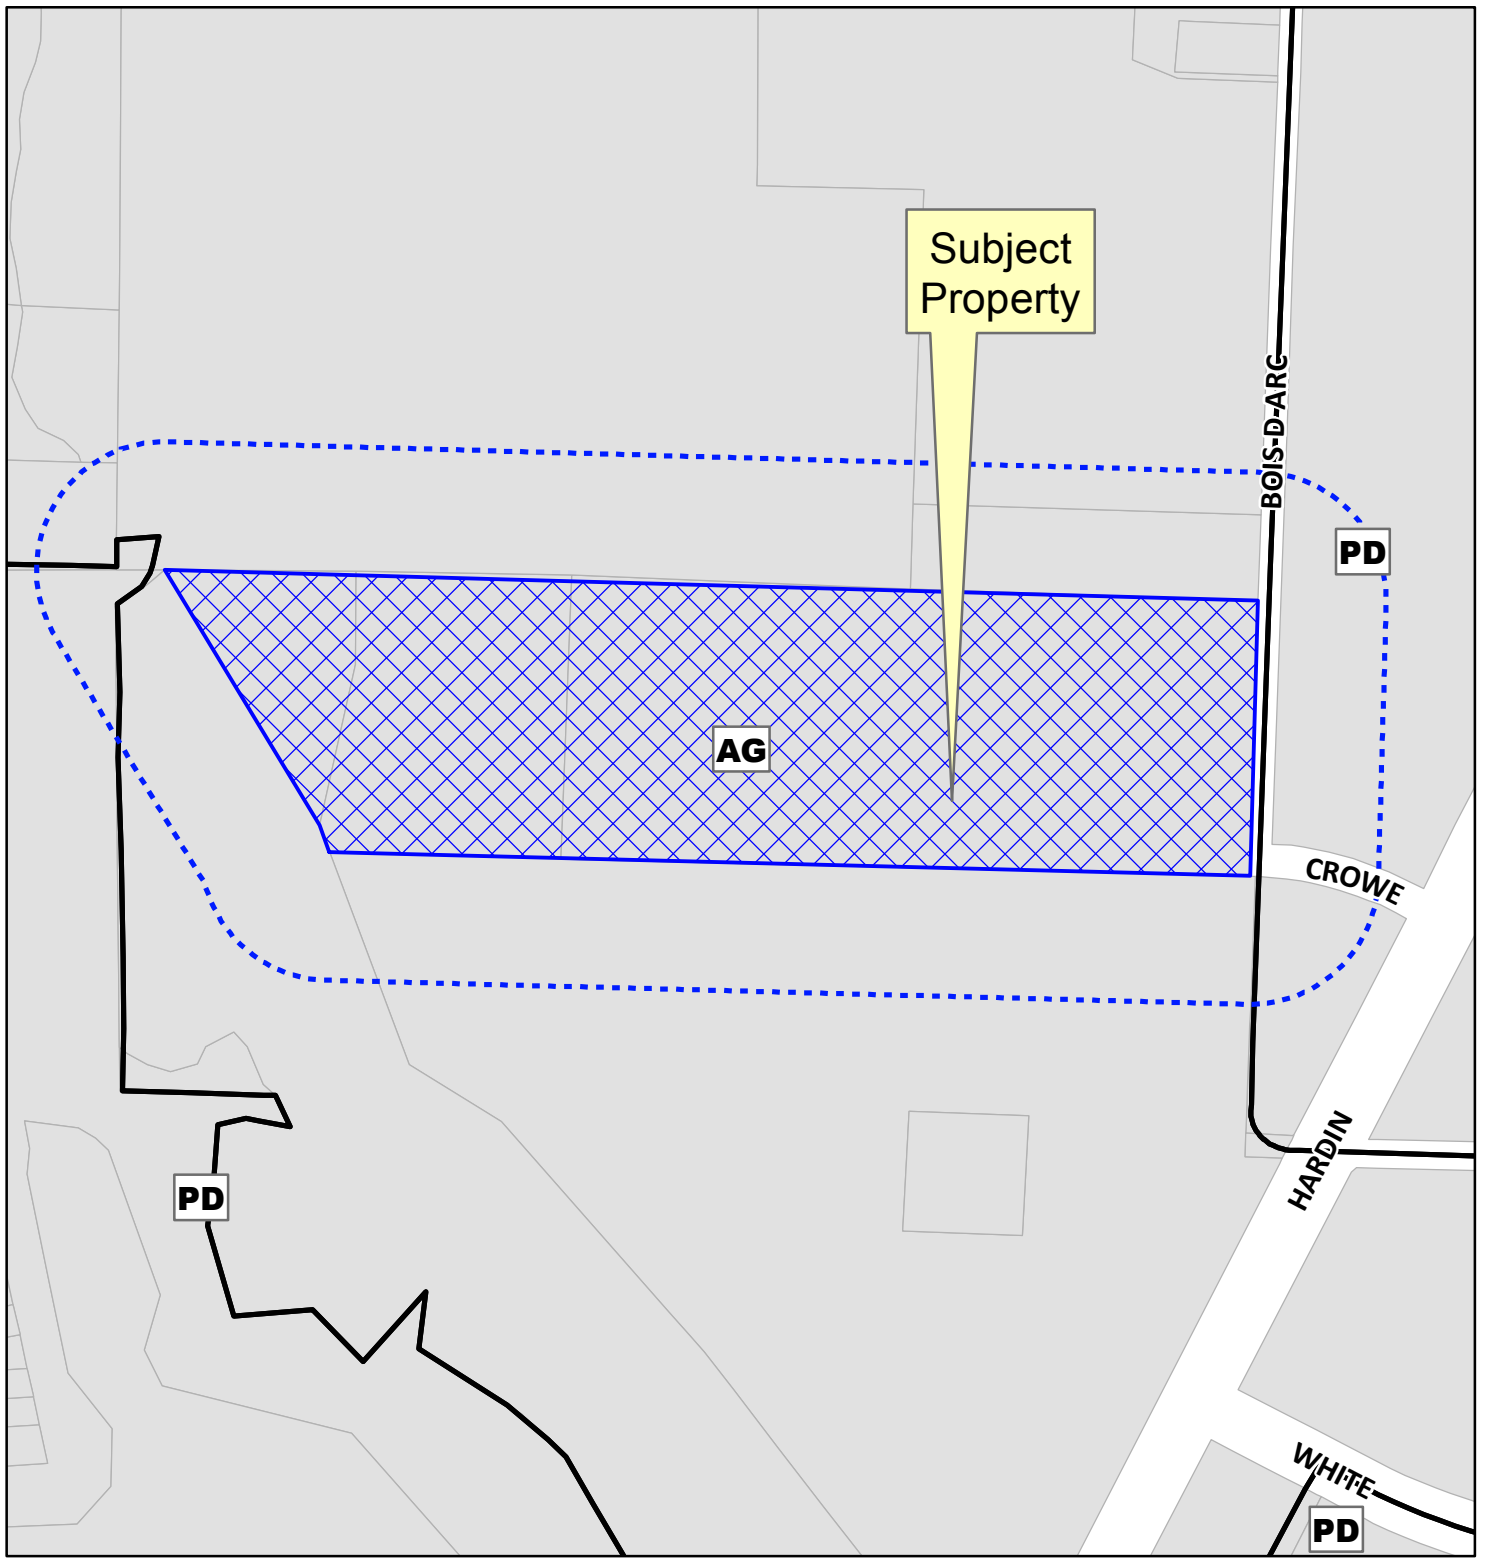 Subject
Property
BOIS-D-ARC
PD
AG
CROWE
HARDIN
PD
WHITE
PD